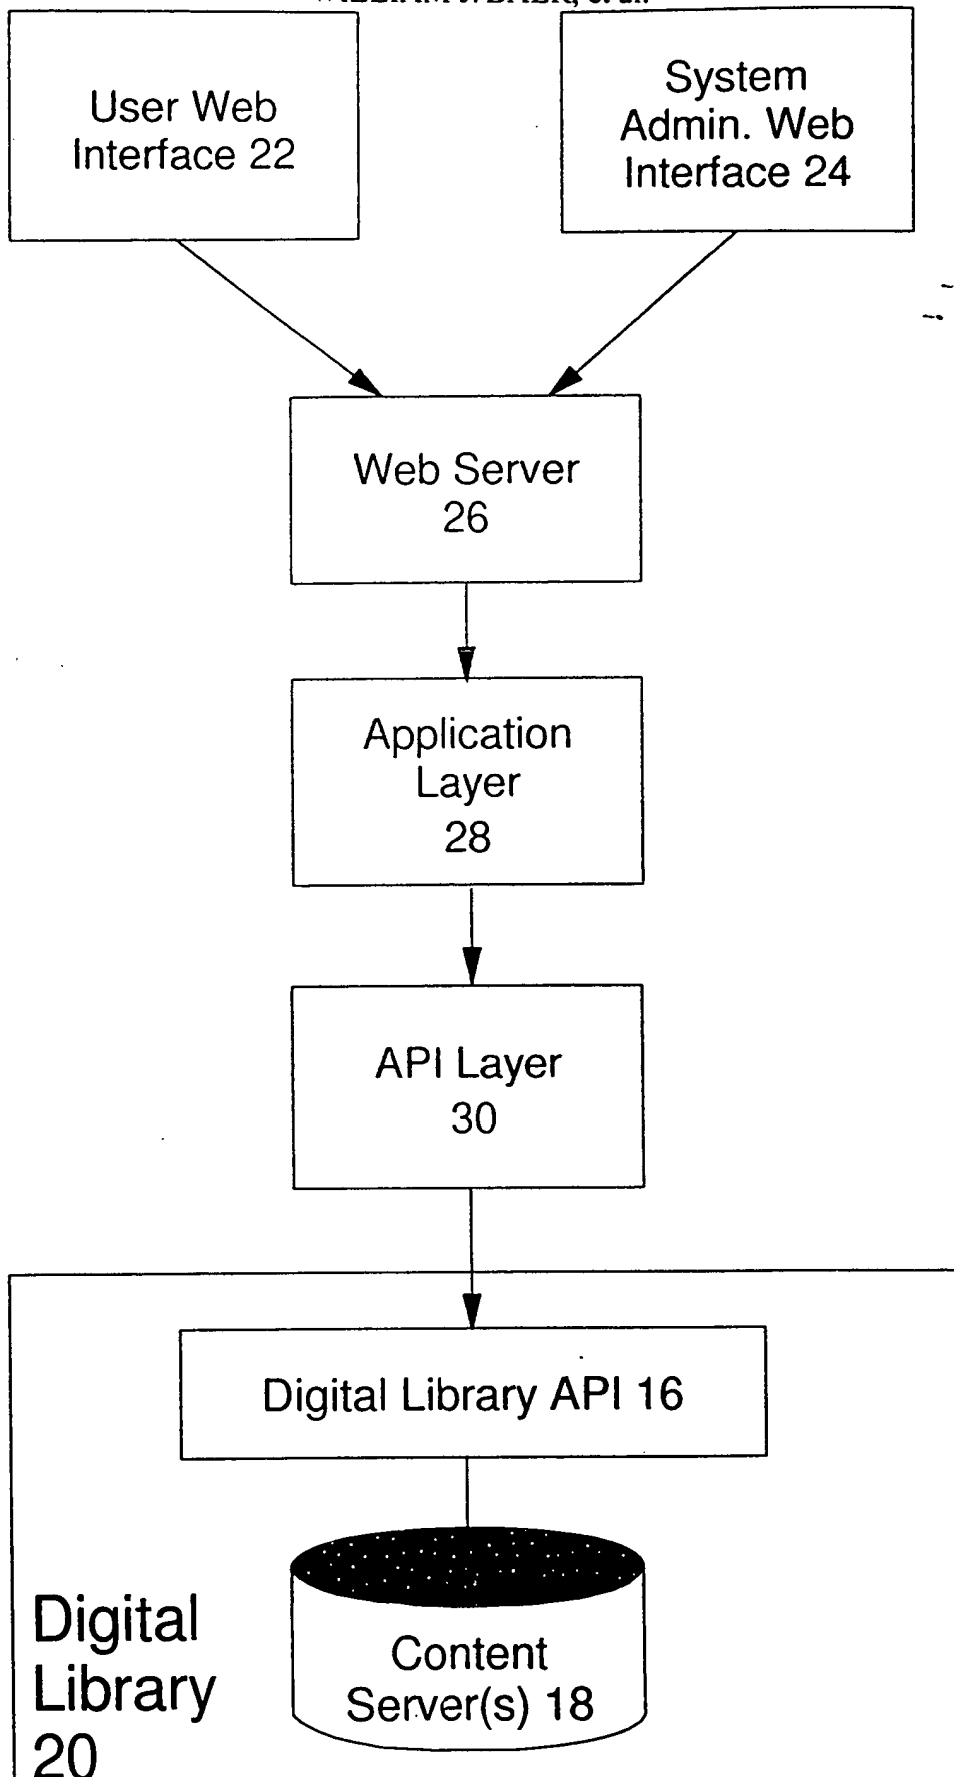 User Web
Interface 22
System
Admin. Web
Interface 24
Web Server
26
Application
Layer
28
API Layer
30
Digital Library API 16
Content
Server(s) 18
Digital
Library
20